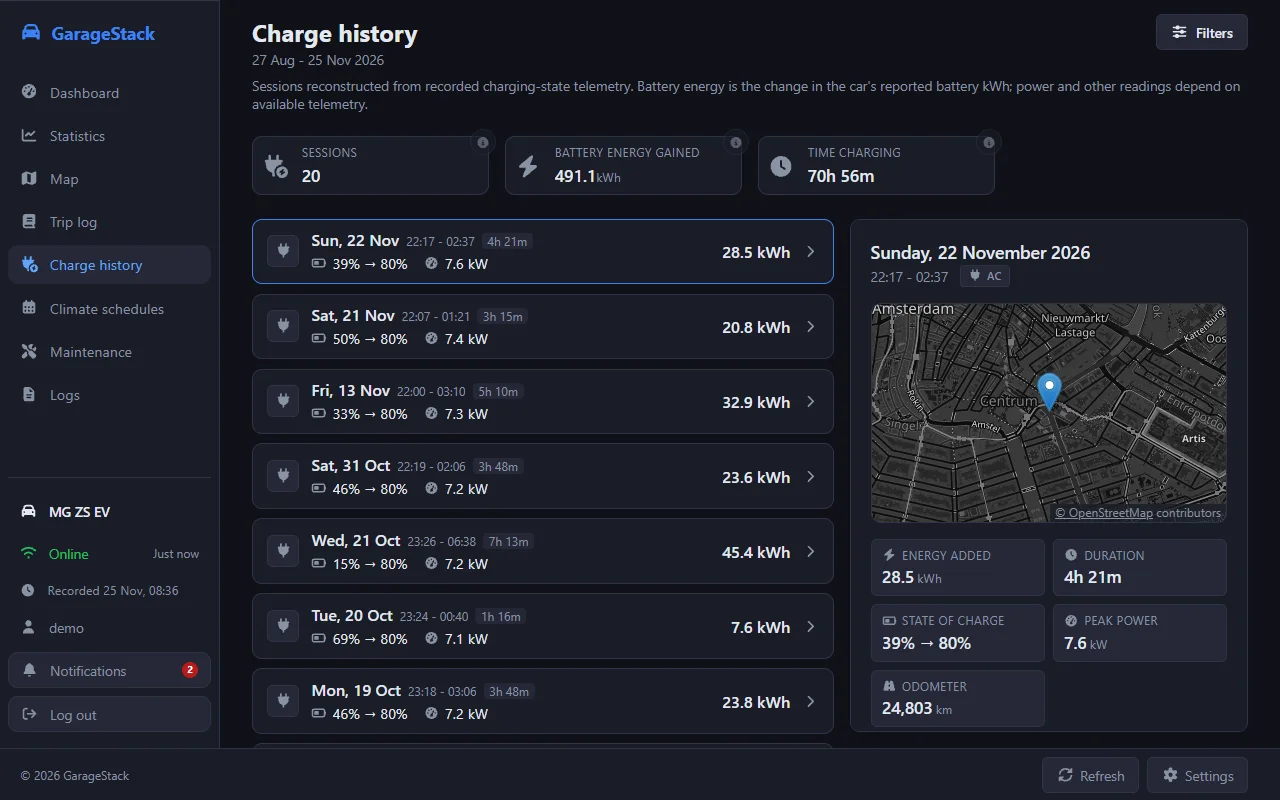 GarageStack
Dashboard
Statistics
Map
Trip log
Charge history
Climate schedules
Maintenance
Logs
MG ZS EV
Online Just now
Recorded 25 Nov, 08:36
demo
Notifications 2
Log out
Charge history
27 Aug - 25 Nov 2026
Filters
Sessions reconstructed from recorded charging-state telemetry. Battery energy is the change in the car's reported battery kWh; power and other readings depend on
available telemetry.
SESSIONS
20
BATTERY ENERGY GAINED
491.1 kWh
TIME CHARGING
70h 56m
Sun, 22 Nov 22:17 - 02:37 4h 21m
39% → 80% 7.6 kW
28.5 kWh
Sat, 21 Nov 22:07 - 01:21 3h 15m
50% → 80% 7.4 kW
20.8 kWh
Fri, 13 Nov 22:00 - 03:10 5h 10m
33% → 80% 7.3 kW
32.9 kWh
Sat, 31 Oct 22:19 - 02:06 3h 48m
46% → 80% 7.2 kW
23.6 kWh
Wed, 21 Oct 23:26 - 06:38 7h 13m
15% → 80% 7.2 kW
45.4 kWh
Tue, 20 Oct 23:24 - 00:40 1h 16m
69% → 80% 7.1 kW
7.6 kWh
Mon, 19 Oct 23:18 - 03:06 3h 48m
46% → 80% 7.2 kW
23.8 kWh
Sunday, 22 November 2026
22:17 - 02:37 AC
Amsterdam
Nieuwmarkt/
Lastage
Kattenburg
Oos
Centrum
Rokin
Singel
Amstel
Entrepotdo
Artis
© OpenStreetMap contributors
ENERGY ADDED
28.5 kWh
DURATION
4h 21m
STATE OF CHARGE
39% → 80%
PEAK POWER
7.6 kW
ODOMETER
24,803 km
© 2026 GarageStack
Refresh
Settings